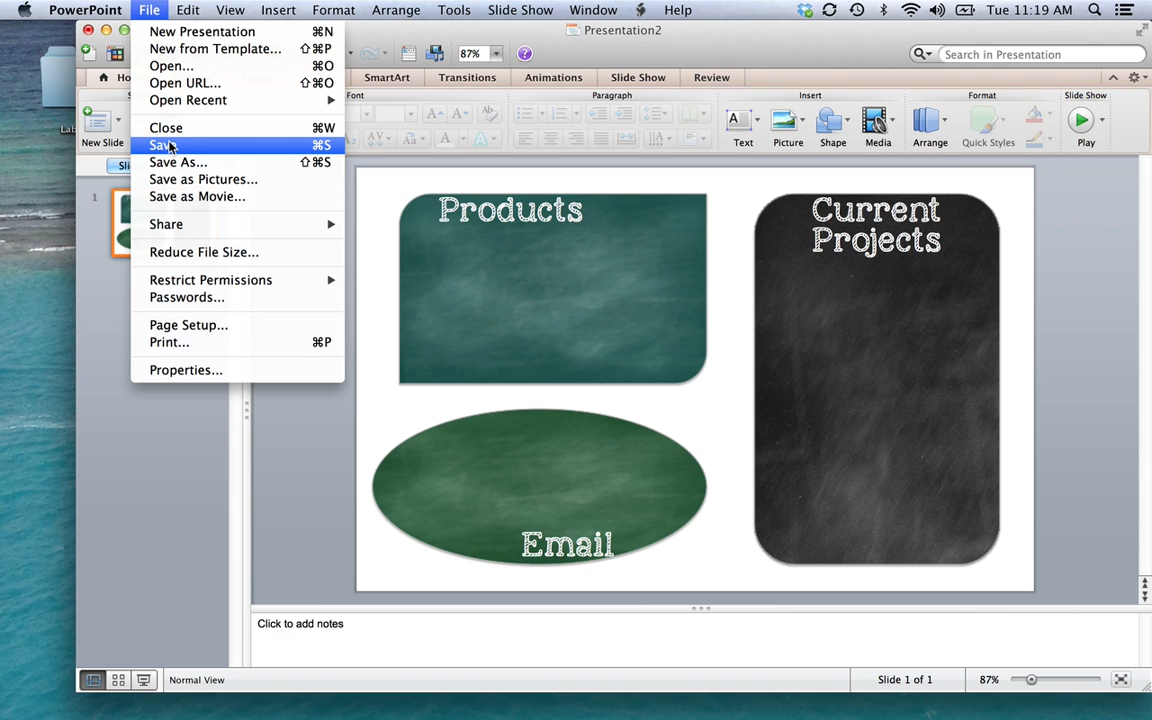 PowerPoint File Edit View Insert Format Arrange Tools Slide Show Window Help Tue 11:19 AM
Presentation2
87% Search in Presentation
SmartArt Transitions Animations Slide Show Review
Font Paragraph Insert Format Slide Show
New Slide Text Picture Shape Media Arrange Quick Styles Play
New Presentation ⌘N
New from Template... ⇧⌘P
Open... ⌘O
Open URL... ⇧⌘O
Open Recent
Close ⌘W
Save ⌘S
Save As... ⇧⌘S
Save as Pictures...
Save as Movie...
Share
Reduce File Size...
Restrict Permissions
Passwords...
Page Setup...
Print... ⌘P
Properties...
1
Products
Email
Current
Projects
Click to add notes
Normal View Slide 1 of 1 87%